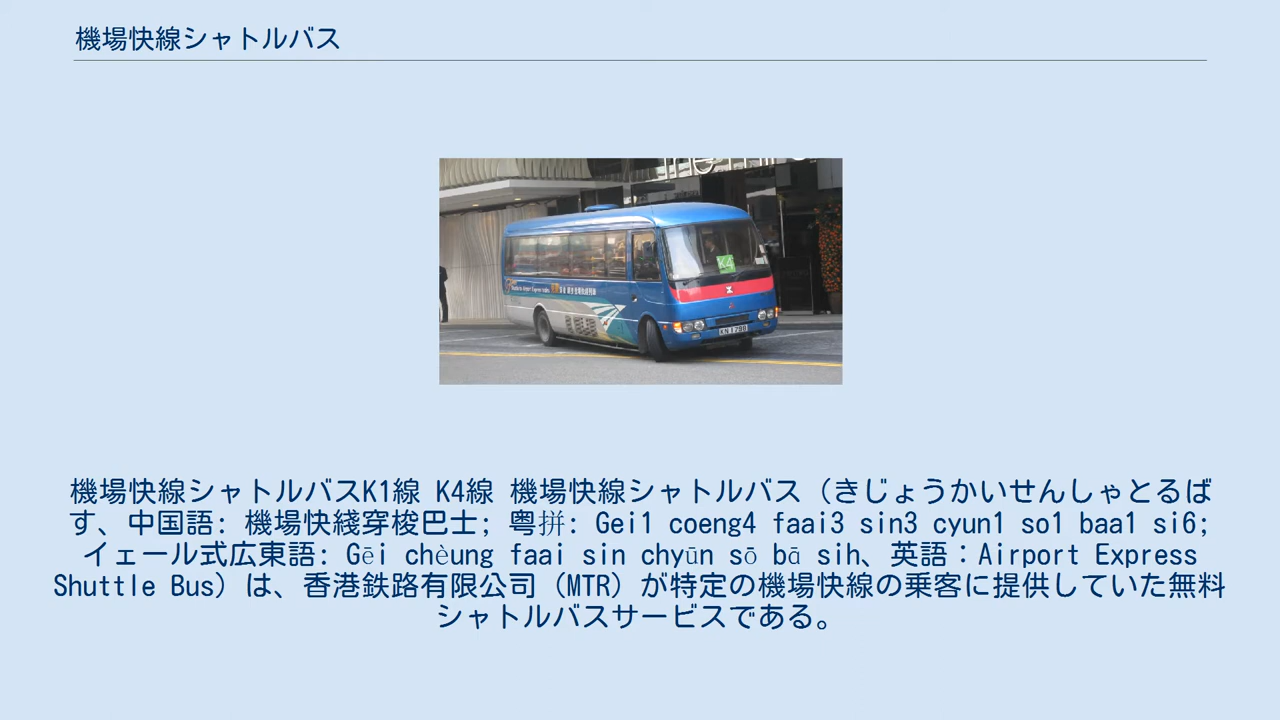 機場快線シャトルバス
K4
KN1798
機場快線シャトルバスK1線 K4線 機場快線シャトルバス（きじょうかいせんしゃとるば
す、中国語: 機場快綫穿梭巴士; 粤拼: Gei1 coeng4 faai3 sin3 cyun1 so1 baa1 si6;
イェール式広東語: Gēi chèung faai sin chyūn sō bā sih、英語：Airport Express
Shuttle Bus）は、香港鉄路有限公司（MTR）が特定の機場快線の乗客に提供していた無料
シャトルバスサービスである。